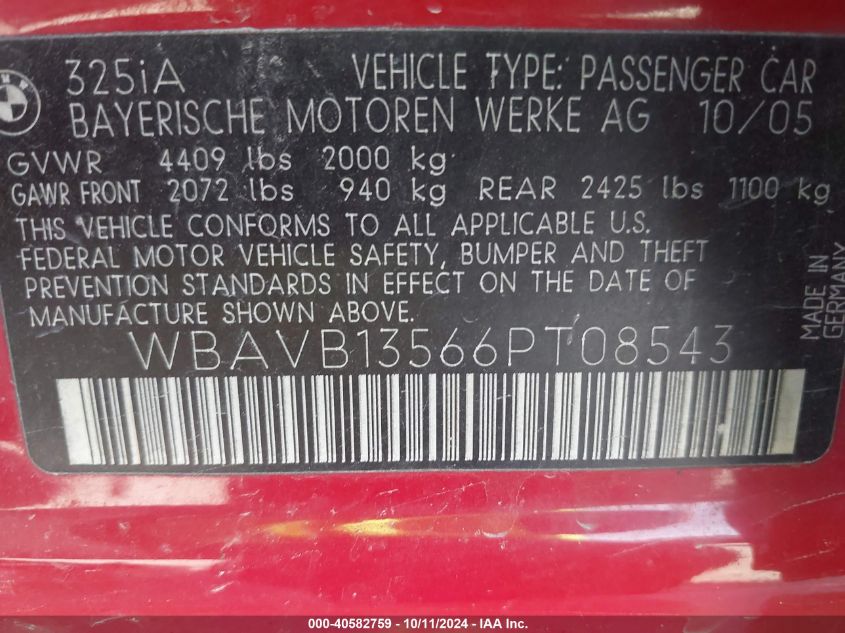 325iA VEHICLE TYPE: PASSENGER CAR
BAYERISCHE MOTOREN WERKE AG 10/05
GVWR 4409 lbs 2000 kg
GAWR FRONT 2072 lbs 940 kg REAR 2425 lbs 1100 kg
THIS VEHICLE CONFORMS TO ALL APPLICABLE U.S.
FEDERAL MOTOR VEHICLE SAFETY, BUMPER AND THEFT
PREVENTION STANDARDS IN EFFECT ON THE DATE OF
MANUFACTURE SHOWN ABOVE.
MADE IN
GERMANY
WBAVB13566PT08543
000-40582759 - 10/11/2024 - IAA Inc.